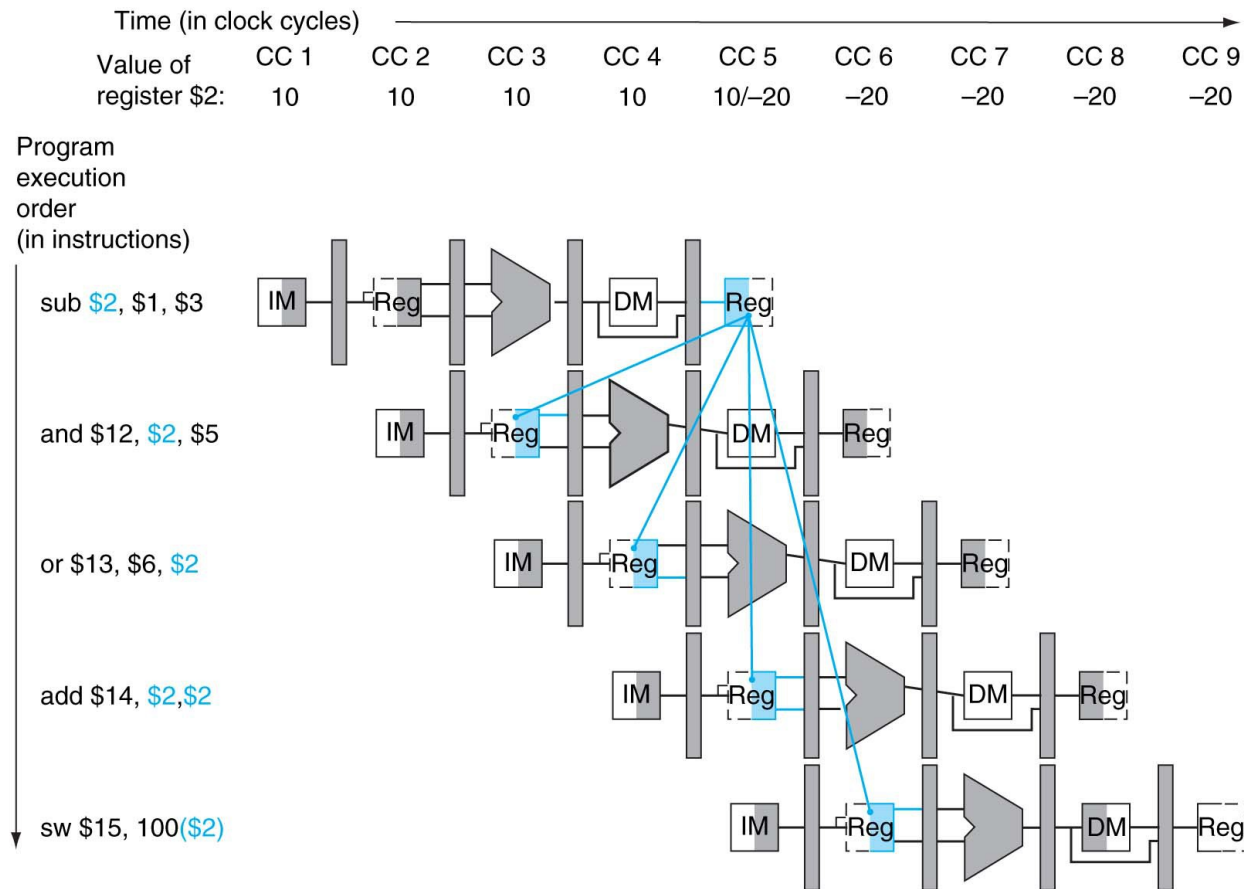 Time (in clock cycles)
Value of register $2:
CC 1 CC 2 CC 3 CC 4 CC 5 CC 6 CC 7 CC 8 CC 9
10 10 10 10 10/–20 –20 –20 –20 –20
Program
execution
order
(in instructions)
sub $2, $1, $3
IM Reg DM Reg
and $12, $2, $5
IM Reg DM Reg
or $13, $6, $2
IM Reg DM Reg
add $14, $2,$2
IM Reg DM Reg
sw $15, 100($2)
IM Reg DM Reg